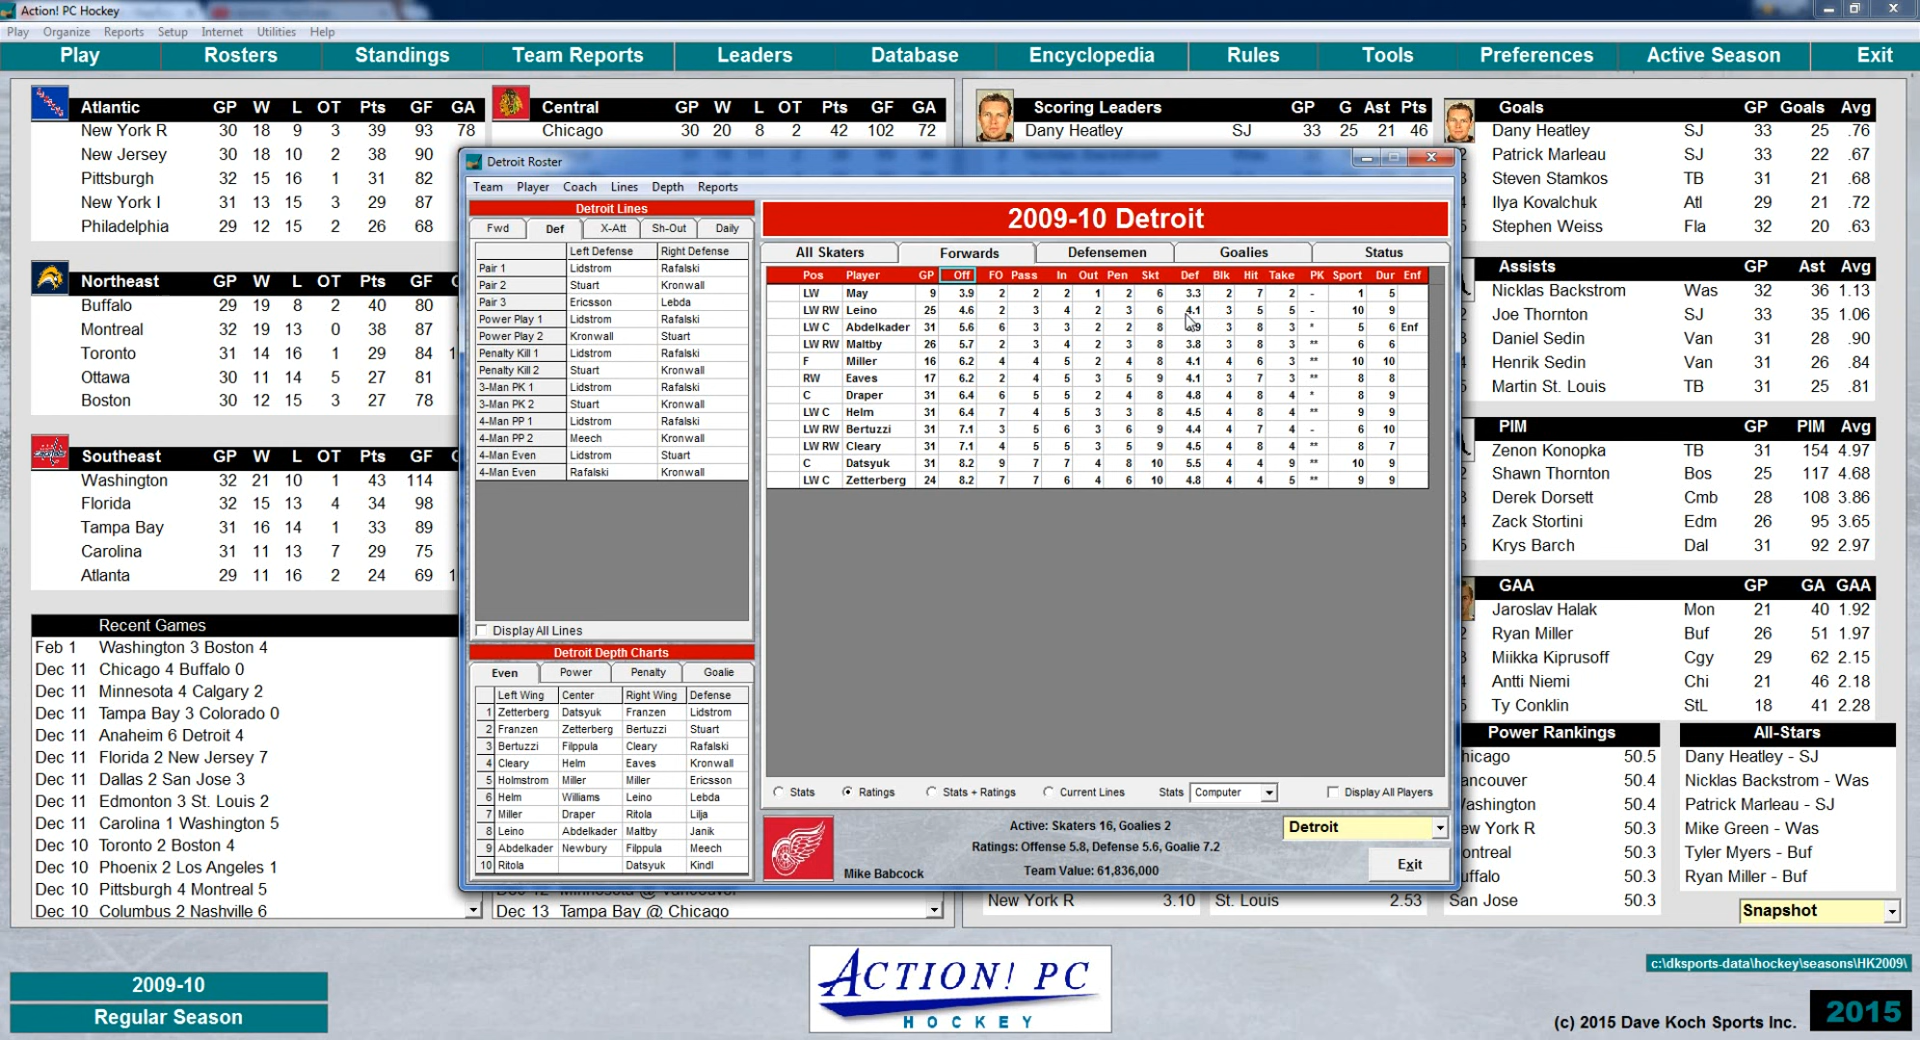 Action! PC Hockey
Play Organize Reports Setup Internet Utilities Help
Play Rosters Standings Team Reports Leaders Database Encyclopedia Rules Tools Preferences Active Season Exit
Atlantic GP W L OT Pts GF GA
New York R 30 18 9 3 39 93 78
New Jersey 30 18 10 2 38 90
Pittsburgh 32 15 16 1 31 82
New York I 31 13 15 3 29 87
Philadelphia 29 12 15 2 26 68
Northeast GP W L OT Pts GF
Buffalo 29 19 8 2 40 80
Montreal 32 19 13 0 38 87
Toronto 31 14 16 1 29 84
Ottawa 30 11 14 5 27 81
Boston 30 12 15 3 27 78
Southeast GP W L OT Pts GF
Washington 32 21 10 1 43 114
Florida 32 15 13 4 34 98
Tampa Bay 31 16 14 1 33 89
Carolina 31 11 13 7 29 75
Atlanta 29 11 16 2 24 69
Recent Games
Feb 1 Washington 3 Boston 4
Dec 11 Chicago 4 Buffalo 0
Dec 11 Minnesota 4 Calgary 2
Dec 11 Tampa Bay 3 Colorado 0
Dec 11 Anaheim 6 Detroit 4
Dec 11 Florida 2 New Jersey 7
Dec 11 Dallas 2 San Jose 3
Dec 11 Edmonton 3 St. Louis 2
Dec 11 Carolina 1 Washington 5
Dec 10 Toronto 2 Boston 4
Dec 10 Phoenix 2 Los Angeles 1
Dec 10 Pittsburgh 4 Montreal 5
Dec 10 Columbus 2 Nashville 6
Central GP W L OT Pts GF GA
Chicago 30 20 8 2 42 102 72
Detroit Roster
Team Player Coach Lines Depth Reports
Detroit Lines
Fwd Def X-Att Sh-Out Daily
Left Defense Right Defense
Pair 1 Lidstrom Rafalski
Pair 2 Stuart Kronwall
Pair 3 Ericsson Lebda
Power Play 1 Lidstrom Rafalski
Power Play 2 Kronwall Stuart
Penalty Kill 1 Lidstrom Rafalski
Penalty Kill 2 Stuart Kronwall
3-Man PK 1 Lidstrom Rafalski
3-Man PK 2 Stuart Kronwall
4-Man PP 1 Lidstrom Rafalski
4-Man PP 2 Meech Kronwall
4-Man Even Lidstrom Stuart
4-Man Even Rafalski Kronwall
Display All Lines
Detroit Depth Charts
Even Power Penalty Goalie
Left Wing Center Right Wing Defense
1 Zetterberg Datsyuk Franzen Lidstrom
2 Franzen Zetterberg Bertuzzi Stuart
3 Bertuzzi Filppula Cleary Rafalski
4 Cleary Helm Eaves Kronwall
5 Holmstrom Miller Miller Ericsson
6 Helm Williams Leino Lebda
7 Miller Draper Ritola Lilja
8 Leino Abdelkader Maltby Janik
9 Abdelkader Newbury Filppula Meech
10 Ritola Datsyuk Kindl
2009-10 Detroit
All Skaters Forwards Defensemen Goalies Status
Pos Player GP Off FO Pass In Out Pen Skt Def Blk Hit Take PK Sport Dur Enf
LW May 9 3.9 2 2 2 1 2 6 3.3 2 7 2 - 1 5
LW RW Leino 25 4.6 2 3 4 2 3 6 4.1 3 5 5 - 10 9
LW C Abdelkader 31 5.6 6 3 3 2 2 8 9 3 8 3 * 5 6 Enf
LW RW Maltby 26 5.7 2 3 4 2 3 8 3.8 3 8 3 ** 6 6
F Miller 16 6.2 4 4 5 2 4 8 4.1 4 6 3 ** 10 10
RW Eaves 17 6.2 2 4 5 3 5 9 4.1 3 7 3 ** 8 8
C Draper 31 6.4 6 5 5 2 4 8 4.8 4 8 4 * 8 9
LW C Helm 31 6.4 7 4 5 3 3 8 4.5 4 8 4 ** 9 9
LW RW Bertuzzi 31 7.1 3 5 6 3 6 9 4.4 4 7 4 - 6 10
LW RW Cleary 31 7.1 4 5 5 3 5 9 4.5 4 8 4 ** 8 7
C Datsyuk 31 8.2 9 7 7 4 8 10 5.5 4 4 9 ** 10 9
LW C Zetterberg 24 8.2 7 7 6 4 6 10 4.8 4 4 5 ** 9 9
Stats Ratings Stats + Ratings Current Lines Stats Computer Display All Players
Mike Babcock
Active: Skaters 16, Goalies 2
Ratings: Offense 5.8, Defense 5.6, Goalie 7.2
Team Value: 61,836,000
Detroit
Exit
Dec 13 Tampa Bay @ Chicago
New York R 3.10 St. Louis 2.53
Scoring Leaders GP G Ast Pts
Dany Heatley SJ 33 25 21 46
Goals GP Goals Avg
Dany Heatley SJ 33 25 .76
Patrick Marleau SJ 33 22 .67
Steven Stamkos TB 31 21 .68
Ilya Kovalchuk Atl 29 21 .72
Stephen Weiss Fla 32 20 .63
Assists GP Ast Avg
Nicklas Backstrom Was 32 36 1.13
Joe Thornton SJ 33 35 1.06
Daniel Sedin Van 31 28 .90
Henrik Sedin Van 31 26 .84
Martin St. Louis TB 31 25 .81
PIM GP PIM Avg
Zenon Konopka TB 31 154 4.97
Shawn Thornton Bos 25 117 4.68
Derek Dorsett Cmb 28 108 3.86
Zack Stortini Edm 26 95 3.65
Krys Barch Dal 31 92 2.97
GAA GP GA GAA
Jaroslav Halak Mon 21 40 1.92
Ryan Miller Buf 26 51 1.97
Miikka Kiprusoff Cgy 29 62 2.15
Antti Niemi Chi 21 46 2.18
Ty Conklin StL 18 41 2.28
Power Rankings
hicago 50.5
ancouver 50.4
ashington 50.4
ew York R 50.3
ontreal 50.3
uffalo 50.3
San Jose 50.3
All-Stars
Dany Heatley - SJ
Nicklas Backstrom - Was
Patrick Marleau - SJ
Mike Green - Was
Tyler Myers - Buf
Ryan Miller - Buf
Snapshot
2009-10
Regular Season
ACTION! PC
HOCKEY
c:\dksports-data\hockey\seasons\HK2009\
(c) 2015 Dave Koch Sports Inc.
2015